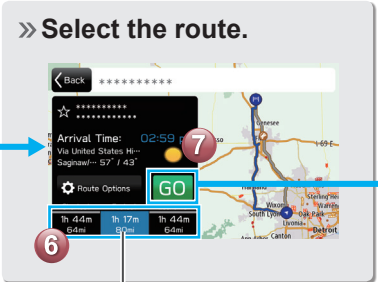 » Select the route.
Back
**********
☆ **********
***********
Arrival Time: 02:59
Via United States Hi···
Saginaw/··· 57° / 43°
7
Route Options
GO
6
1h 44m
64mi
1h 17m
80mi
1h 44m
64mi
Genesee
I 69 E
Wixom
South Lyon
Oak Park
Livonia
Canton
Detroit